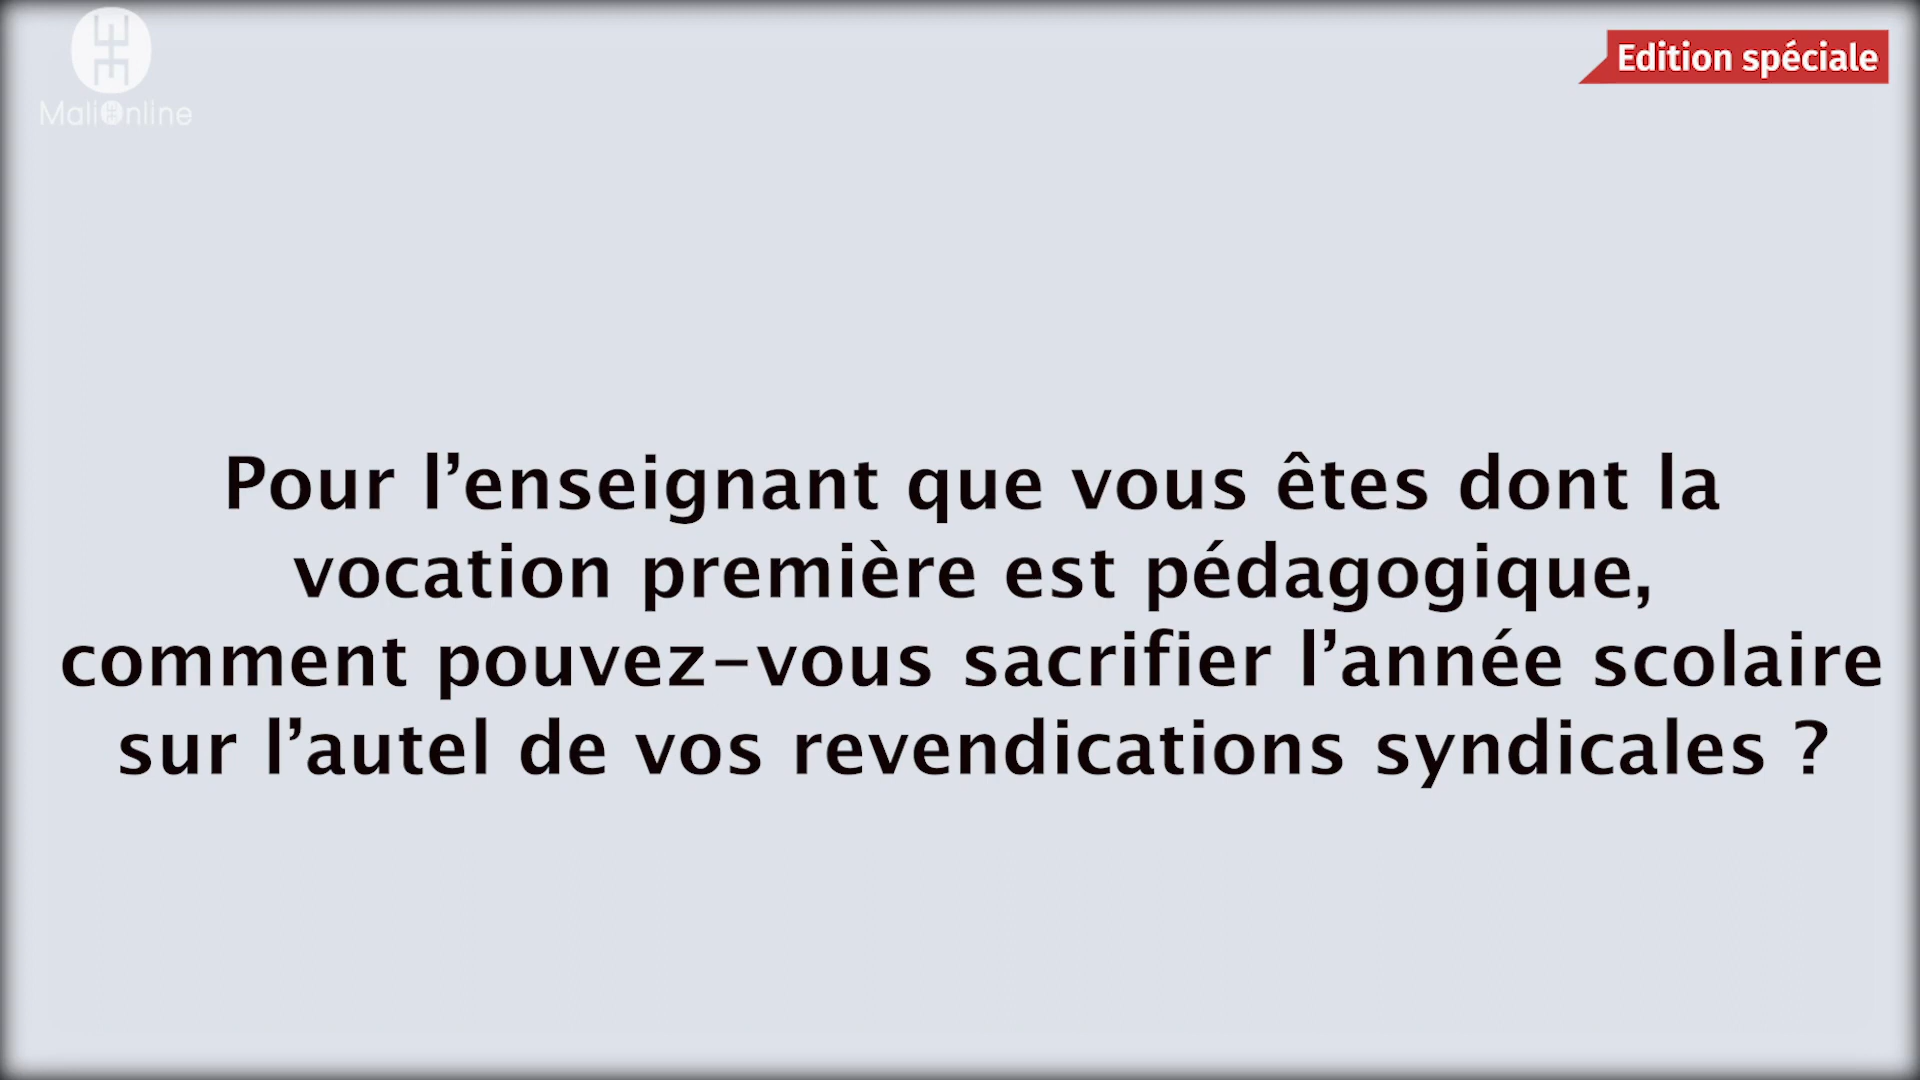 MaliOnline
Edition spéciale
Pour l’enseignant que vous êtes dont la
vocation première est pédagogique,
comment pouvez-vous sacrifier l’année scolaire
sur l’autel de vos revendications syndicales ?